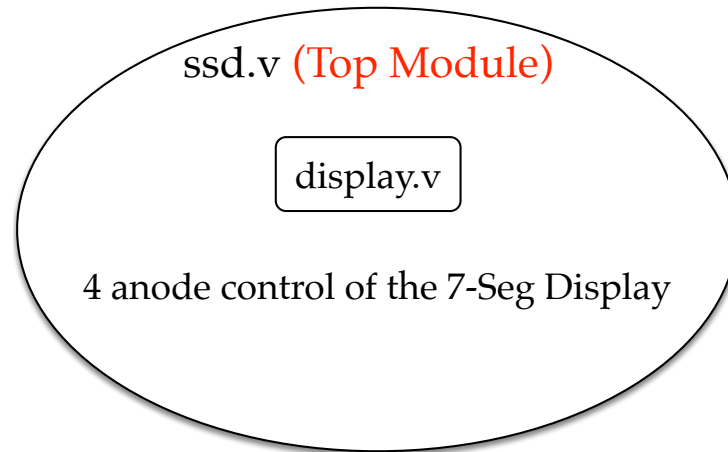 ssd.v (Top Module)
display.v
4 anode control of the 7-Seg Display